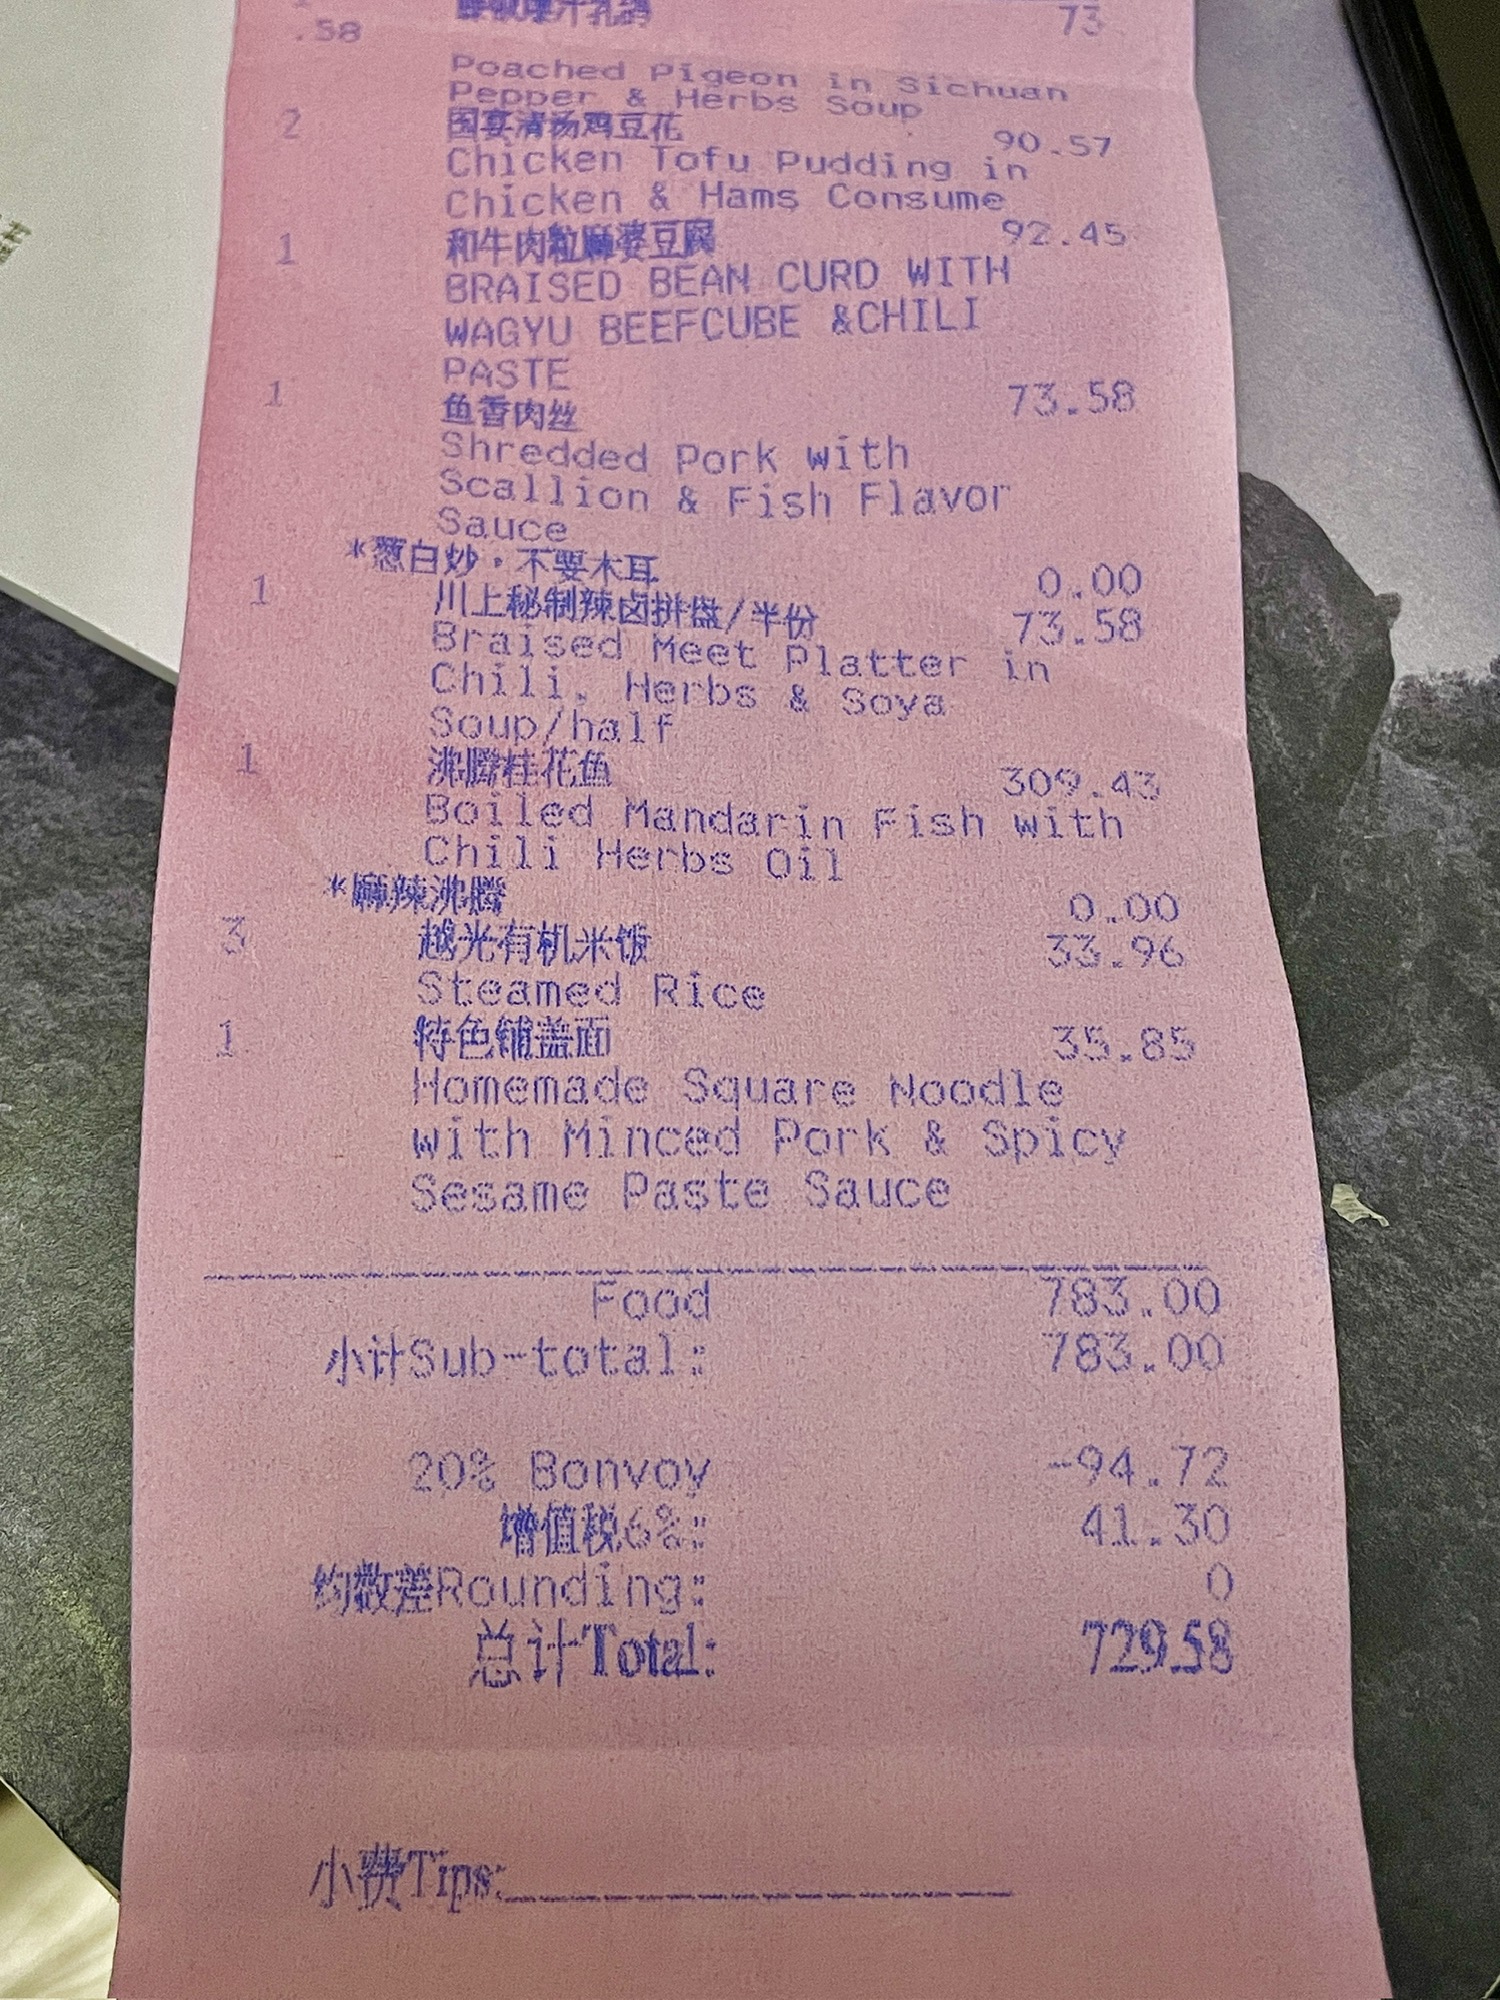 汁乳鸽 73
.58
Poached Pigeon in Sichuan
Pepper & Herbs Soup
2 国宴清汤鸡豆花 90.57
Chicken Tofu Pudding in
Chicken & Hams Consume
1 和牛肉粒麻婆豆腐 92.45
BRAISED BEAN CURD WITH
WAGYU BEEFCUBE &CHILI
PASTE
1 鱼香肉丝 73.58
Shredded Pork with
Scallion & Fish Flavor
Sauce
*葱白炒，不要木耳 0.00
1 川上秘制辣卤拼盘/半份 73.58
Braised Meet Platter in
Chili, Herbs & Soya
Soup/half
1 沸腾桂花鱼 309.43
Boiled Mandarin Fish with
Chili Herbs Oil
*麻辣沸腾 0.00
3 越光有机米饭 33.96
Steamed Rice
1 特色铺盖面 35.85
Homemade Square Noodle
with Minced Pork & Spicy
Sesame Paste Sauce
Food 783.00
小计Sub-total: 783.00
20% Bonvoy -94.72
增值税6%: 41.30
约数差Rounding: 0
总计Total: 729.58
小费Tips: